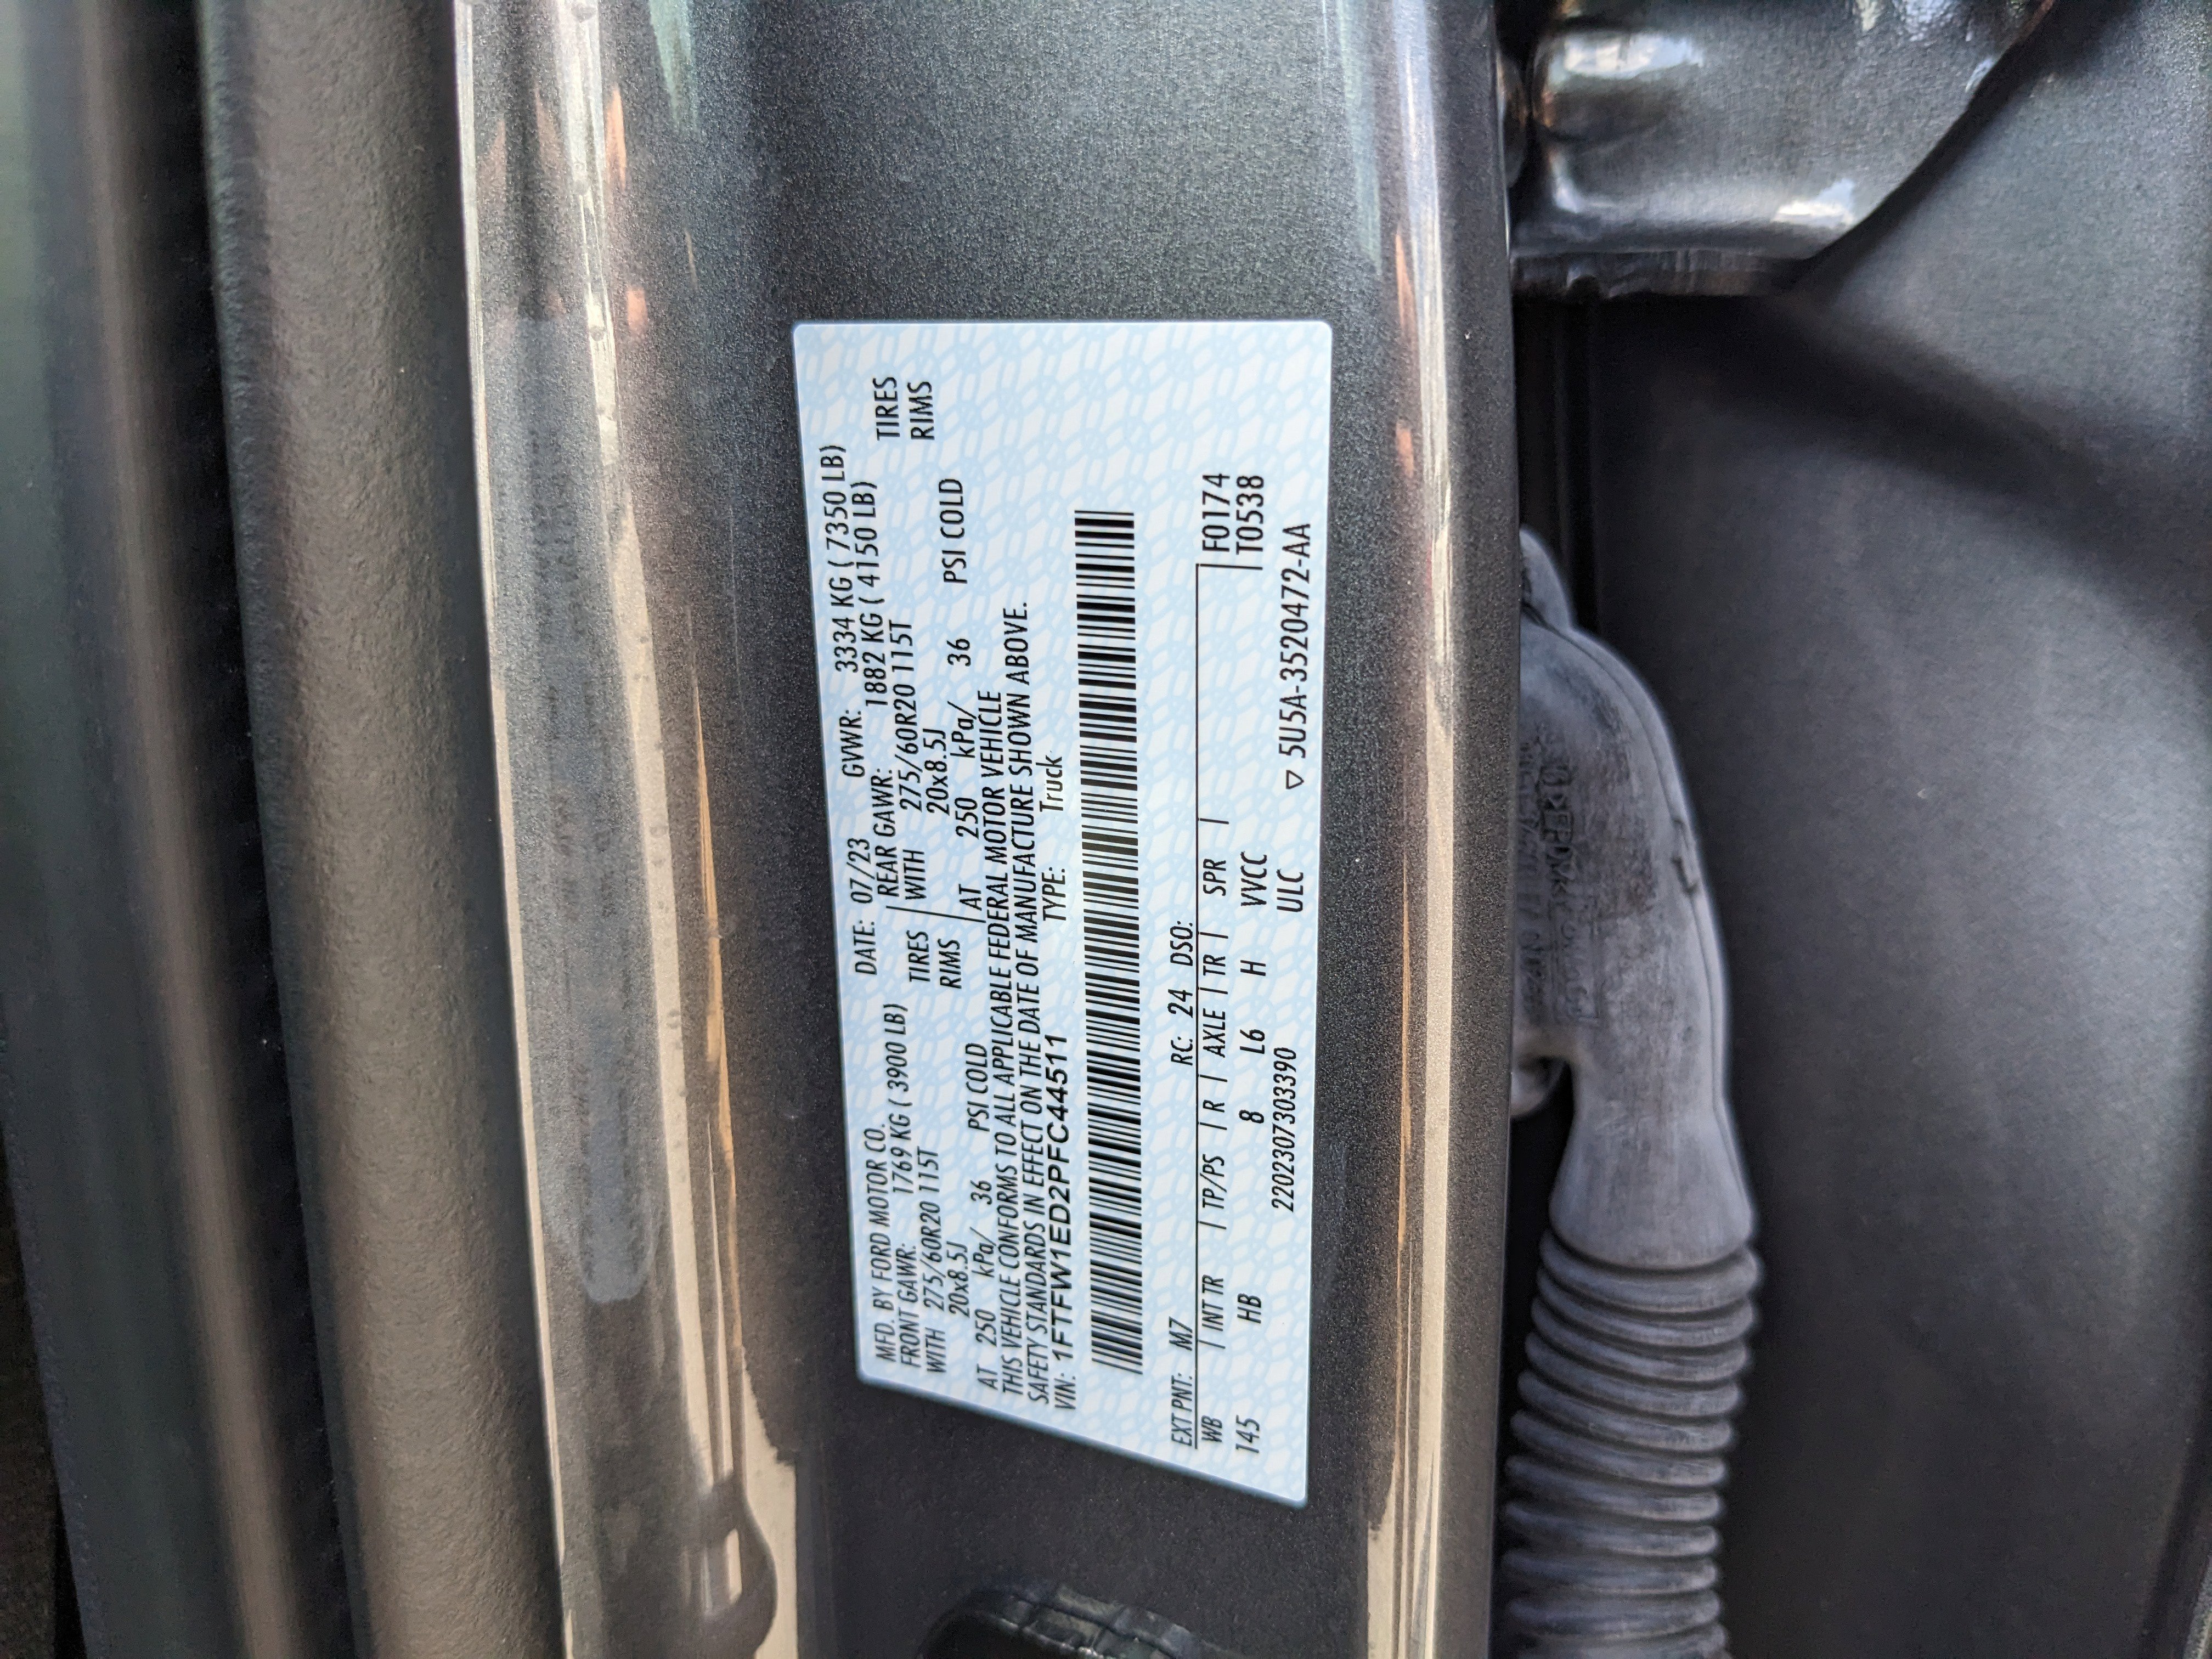 MFD. BY FORD MOTOR CO. DATE: 07/23 GVWR: 3334 KG ( 7350 LB)
FRONT GAWR: 1769 KG ( 3900 LB) REAR GAWR: 1882 KG ( 4150 LB)
WITH 275/60R20 115T TIRES WITH 275/60R20 115T TIRES
20x8.5J RIMS 20x8.5J RIMS
AT 250 kPa/ 36 PSI COLD AT 250 kPa/ 36 PSI COLD
THIS VEHICLE CONFORMS TO ALL APPLICABLE FEDERAL MOTOR VEHICLE
SAFETY STANDARDS IN EFFECT ON THE DATE OF MANUFACTURE SHOWN ABOVE.
VIN: 1FTFW1ED2PFC44511 TYPE: Truck
EXT PNT: M7 RC: 24 DSO:
WB | INT TR | TP/PS | R | AXLE | TR | SPR | F0174
145 HB 8 L6 H VVCC T0538
2202307303390 ULC ▽ 5U5A-3520472-AA